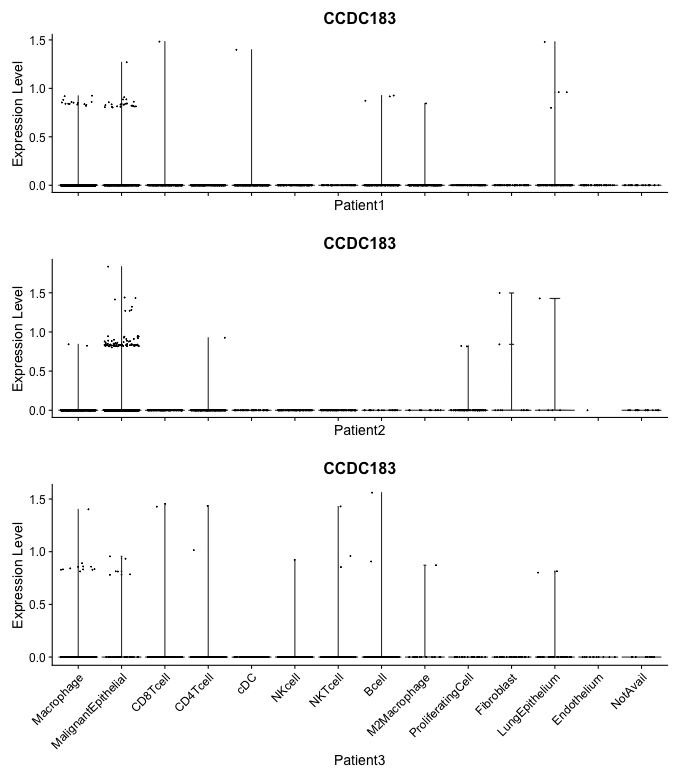 CCDC183
Expression Level
1.5
1.0
0.5
0.0
Patient1
CCDC183
Expression Level
1.5
1.0
0.5
0.0
Patient2
CCDC183
Expression Level
1.5
1.0
0.5
0.0
Macrophage
MalignantEpithelial
CD8Tcell
CD4Tcell
cDC
NKcell
NKTcell
Bcell
M2Macrophage
ProliferatingCell
Fibroblast
LungEpithelium
Endothelium
NotAvail
Patient3